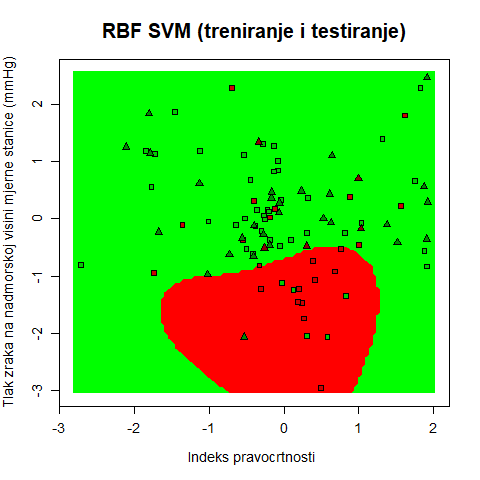 RBF SVM (treniranje i testiranje)
Tlak zraka na nadmorskoj visini mjerne stanice (mmHg)
2
1
0
-1
-2
-3
-3 -2 -1 0 1 2
Indeks pravocrtnosti